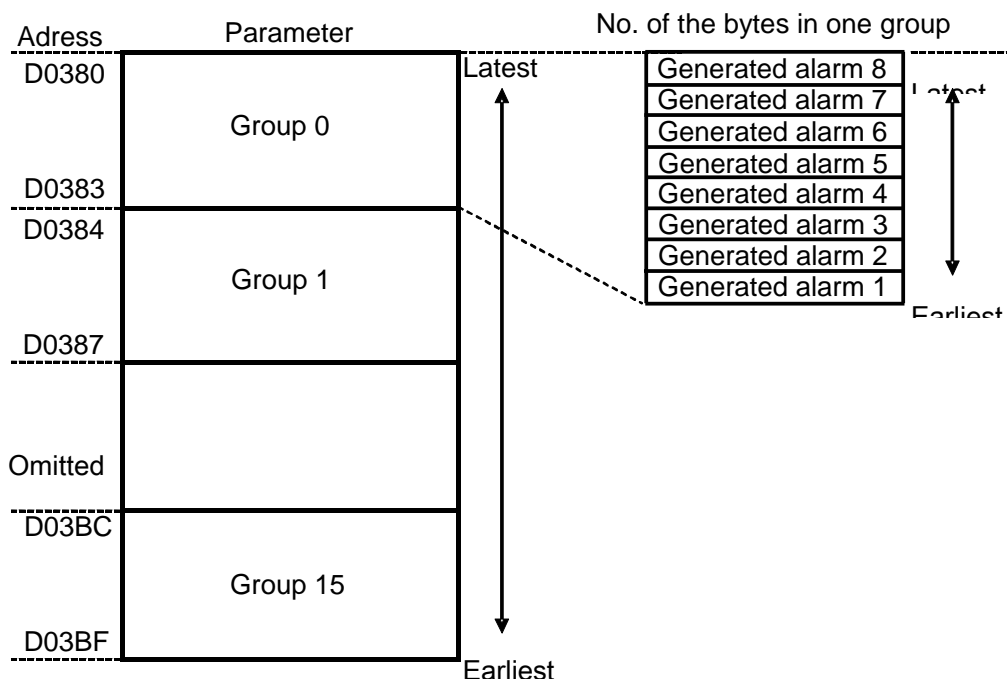 Adress
Parameter
No. of the bytes in one group
D0380
Latest
Group 0
D0383
D0384
Group 1
D0387
Omitted
D03BC
Group 15
D03BF
Earliest
Generated alarm 8
Latest
Generated alarm 7
Generated alarm 6
Generated alarm 5
Generated alarm 4
Generated alarm 3
Generated alarm 2
Generated alarm 1
Earliest